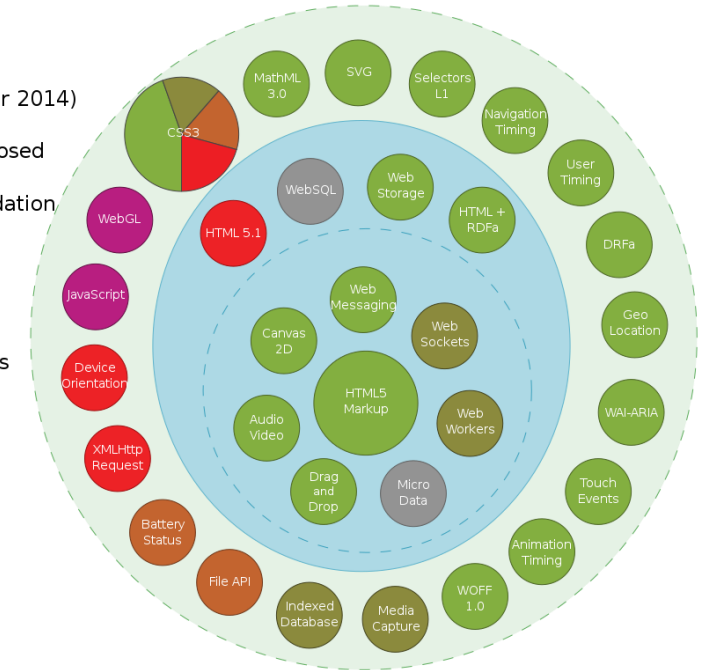 r 2014)
osed
dation
s
MathML
3.0
SVG
Selectors
L1
Navigation
Timing
CSS3
User
Timing
WebSQL
Web
Storage
WebGL
HTML 5.1
HTML +
RDFa
DRFa
JavaScript
Web
Messaging
Geo
Location
Canvas
2D
Web
Sockets
Device
Orientation
HTML5
Markup
WAI-ARIA
Audio
Video
Web
Workers
XMLHttp
Request
Drag
and
Drop
Micro
Data
Touch
Events
Battery
Status
Animation
Timing
File API
WOFF
1.0
Indexed
Database
Media
Capture